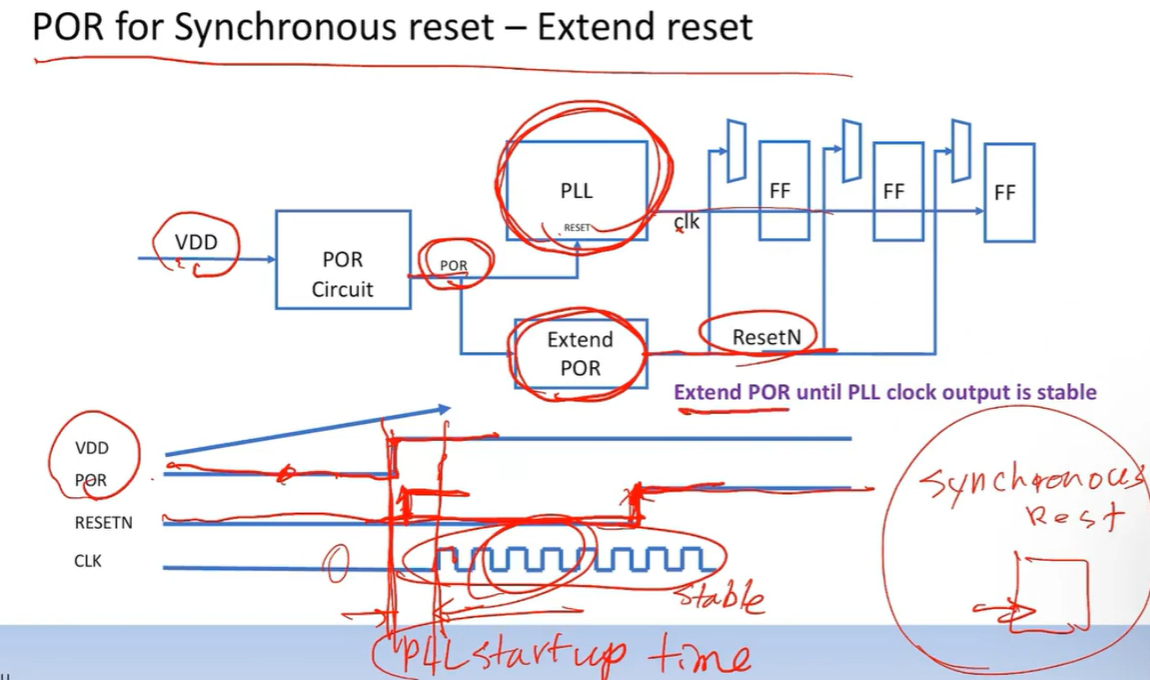 POR for Synchronous reset – Extend reset
PLL
RESET
clk
FF
FF
FF
VDD
POR
Circuit
POR
Extend
POR
ResetN
Extend POR until PLL clock output is stable
VDD
POR
RESETN
CLK
0
Stable
PLL startup time
Synchronous
Rest